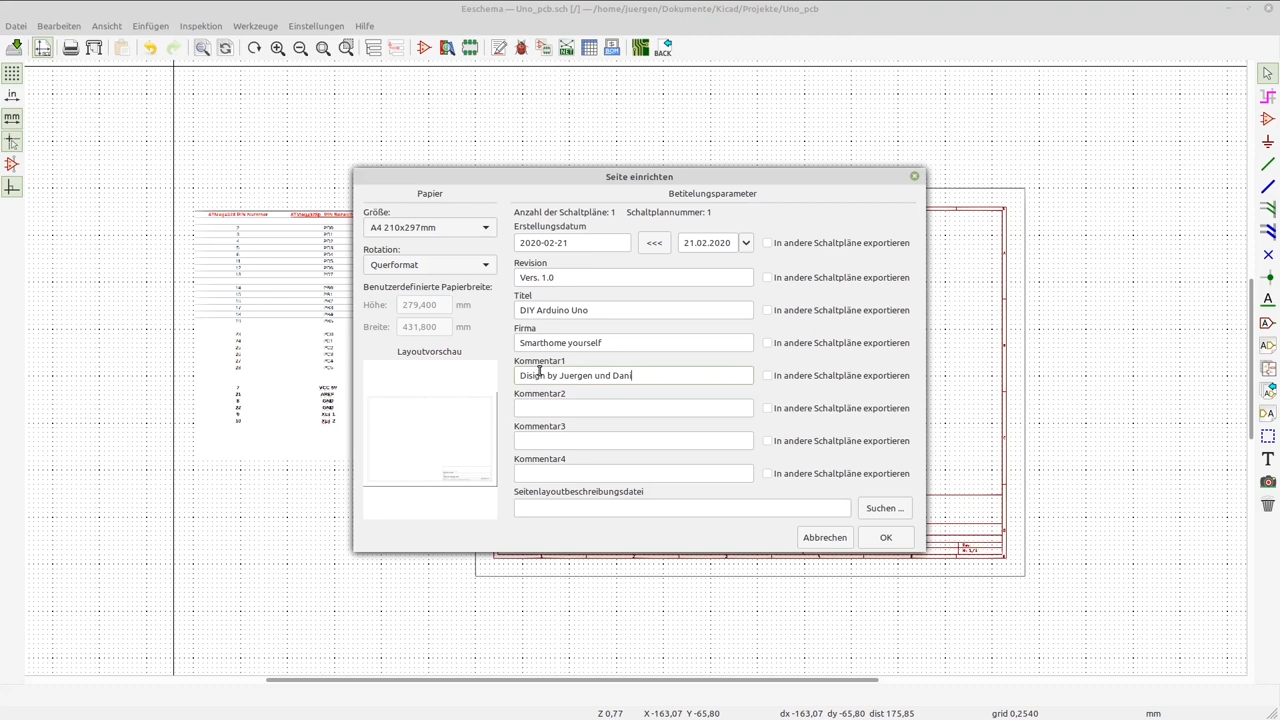 Eeschema — Uno_pcb.sch [/] — /home/juergen/Dokumente/Kicad/Projekte/Uno_pcb
Datei Bearbeiten Ansicht Einfügen Inspektion Werkzeuge Einstellungen Hilfe
BOM BACK
in
mm
Seite einrichten
Papier
Betitelungsparameter
Größe:
A4 210x297mm
Rotation:
Querformat
Benutzerdefinierte Papierbreite:
Höhe: 279,400 mm
Breite: 431,800 mm
Layoutvorschau
Anzahl der Schaltpläne: 1 Schaltplannummer: 1
Erstellungsdatum
2020-02-21 <<< 21.02.2020 In andere Schaltpläne exportieren
Revision
Vers. 1.0 In andere Schaltpläne exportieren
Titel
DIY Arduino Uno In andere Schaltpläne exportieren
Firma
Smarthome yourself In andere Schaltpläne exportieren
Kommentar1
Disign by Juergen und Dani In andere Schaltpläne exportieren
Kommentar2
In andere Schaltpläne exportieren
Kommentar3
In andere Schaltpläne exportieren
Kommentar4
In andere Schaltpläne exportieren
Seitenlayoutbeschreibungsdatei
Suchen ...
Abbrechen OK
Z 0,77 X -163,07 Y -65,80 dx -163,07 dy -65,80 dist 175,85 grid 0,2540 mm